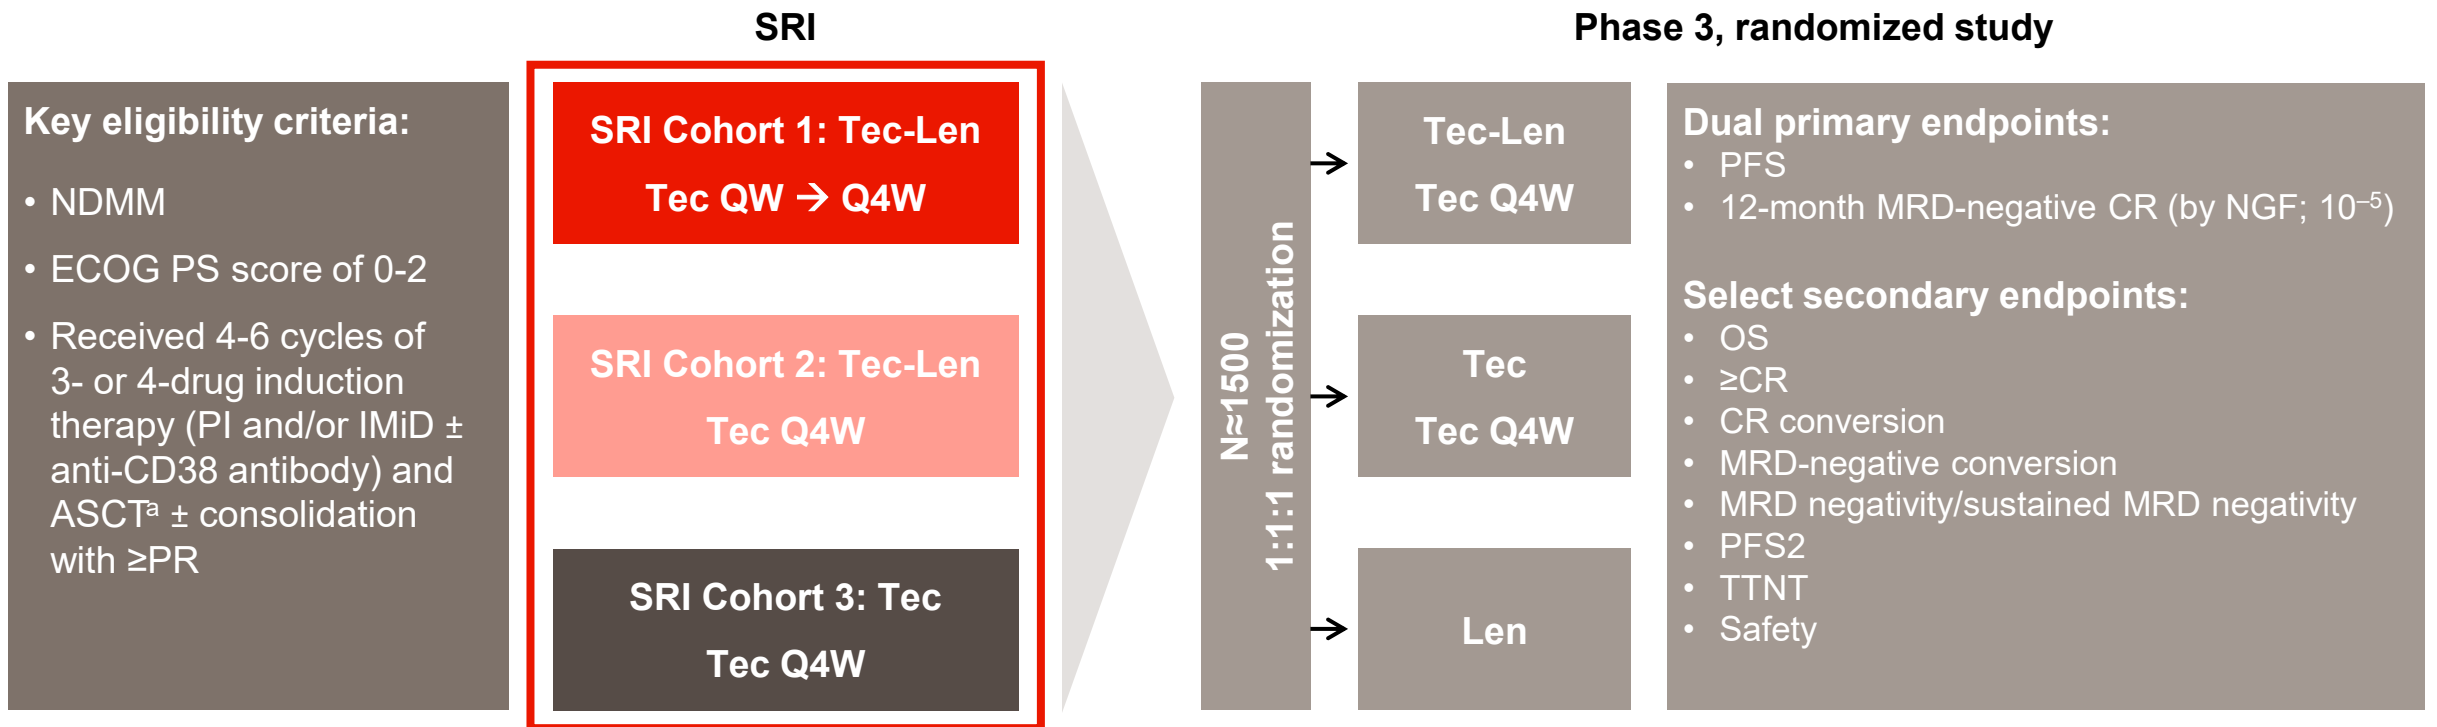 SRI
Phase 3, randomized study
Key eligibility criteria:
• NDMM
• ECOG PS score of 0-2
• Received 4-6 cycles of
3- or 4-drug induction
therapy (PI and/or IMiD ±
anti-CD38 antibody) and
ASCTᵃ ± consolidation
with ≥PR
SRI Cohort 1: Tec-Len
Tec QW → Q4W
SRI Cohort 2: Tec-Len
Tec Q4W
SRI Cohort 3: Tec
Tec Q4W
N≈1500
1:1:1 randomization
Tec-Len
Tec Q4W
Tec
Tec Q4W
Len
Dual primary endpoints:
• PFS
• 12-month MRD-negative CR (by NGF; 10⁻⁵)
Select secondary endpoints:
• OS
• ≥CR
• CR conversion
• MRD-negative conversion
• MRD negativity/sustained MRD negativity
• PFS2
• TTNT
• Safety